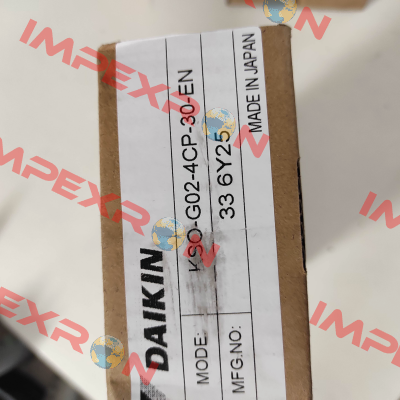 DAIKIN
MODE: KSO-G02-4CP-30-EN
MFG.NO: 33 6Y25
MADE IN JAPAN
IMPEXRON
IMPEXRON
IMPEXRON
IMPEXRON